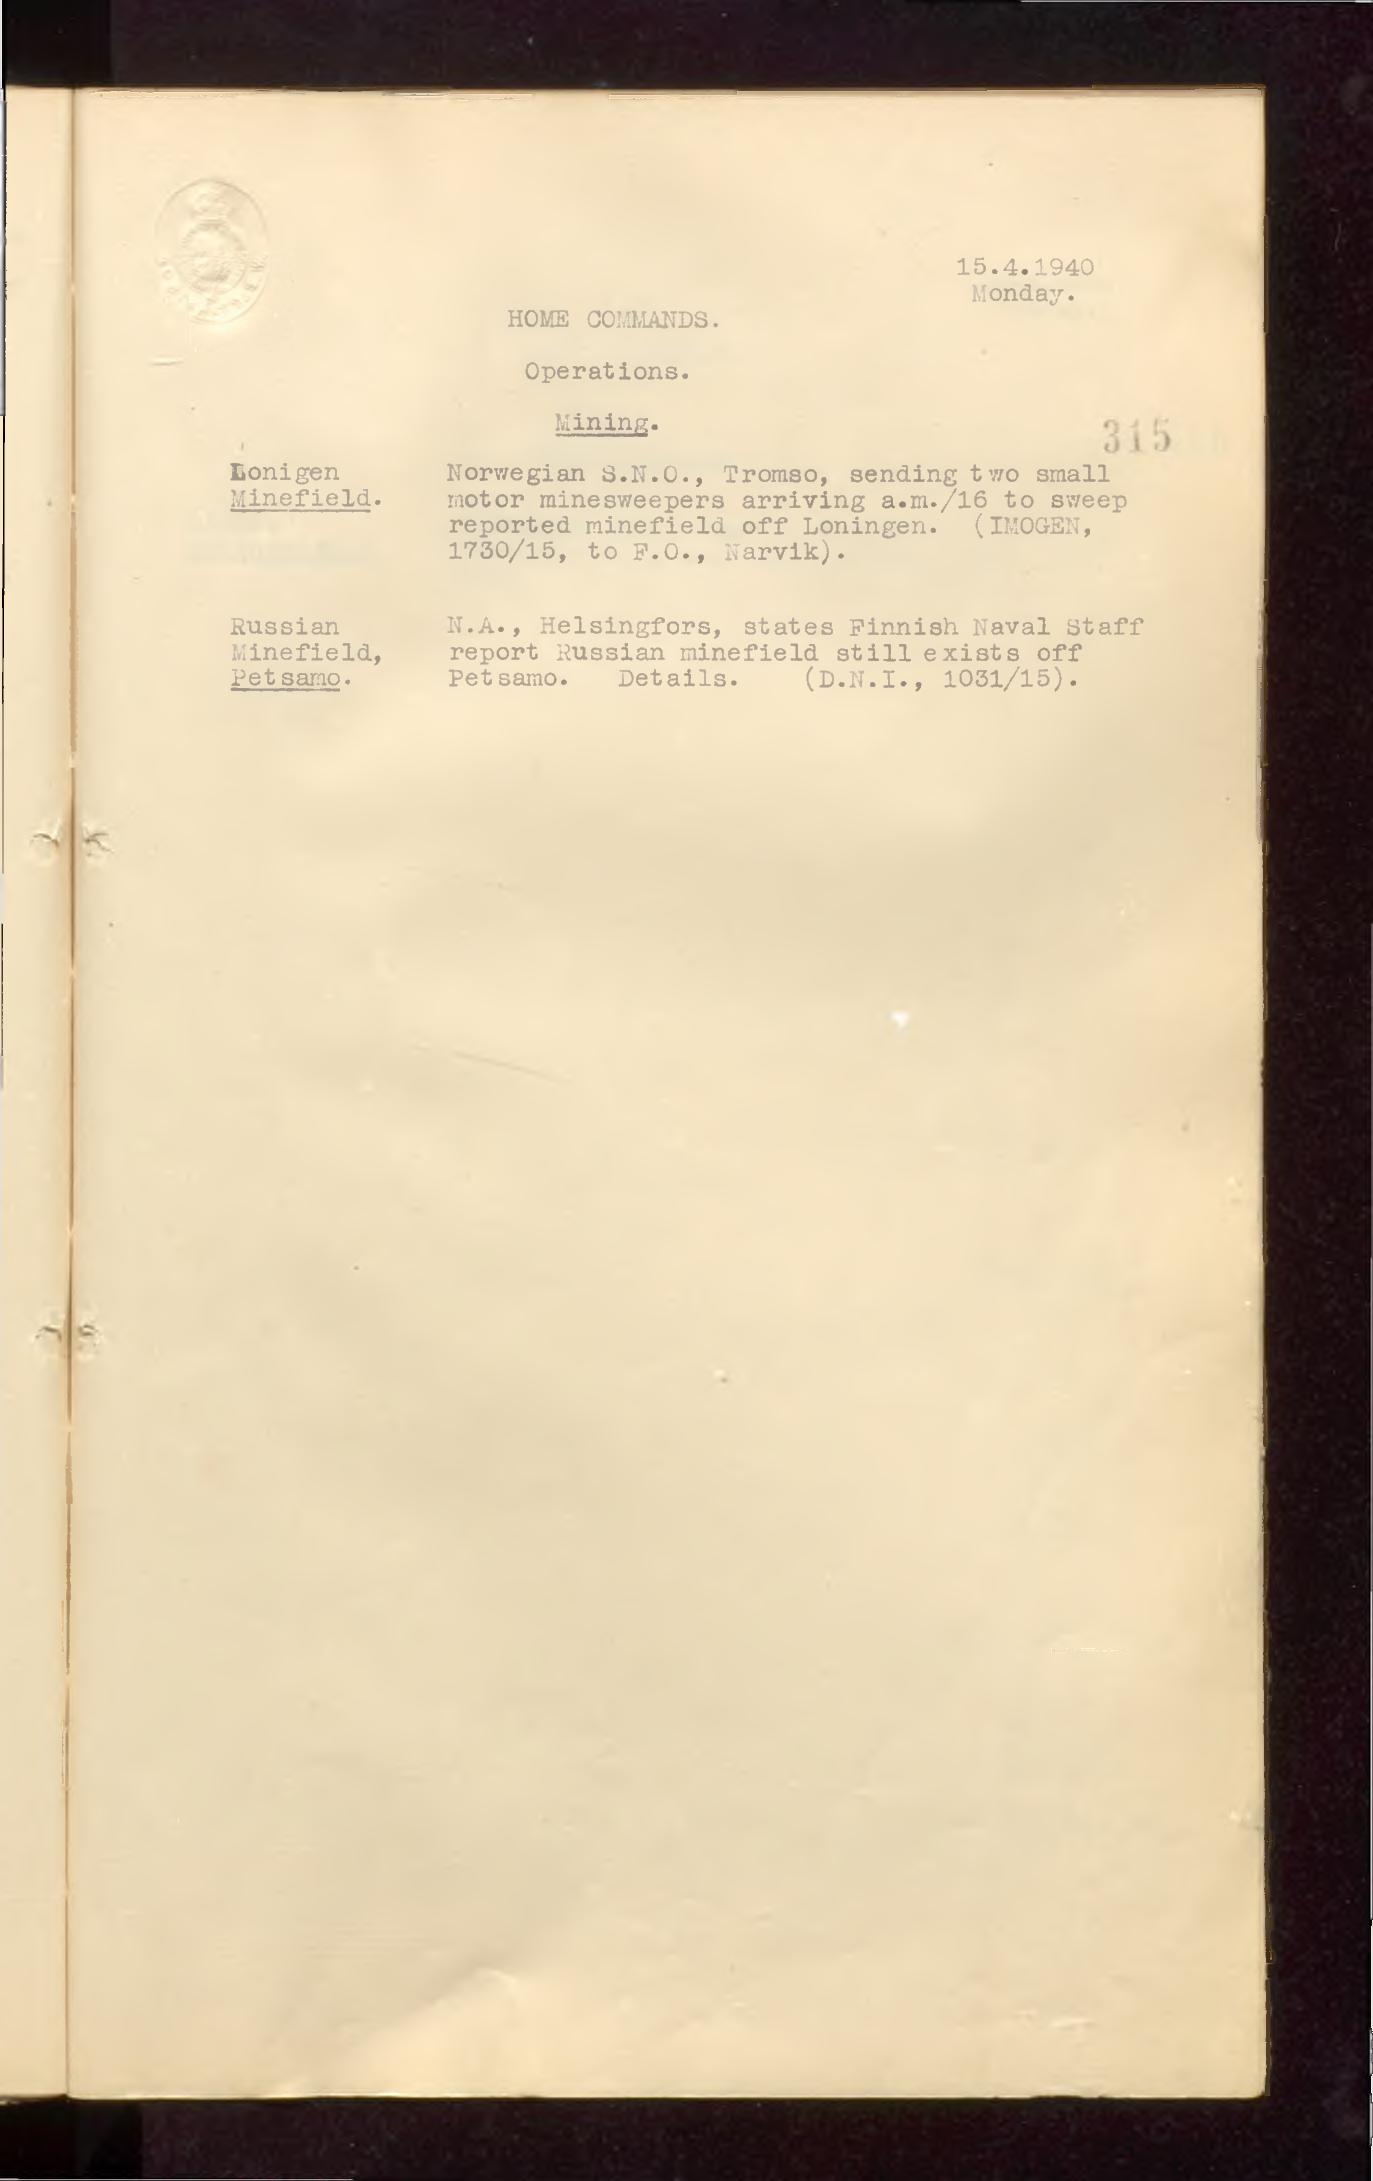 15.4.1940
Monday.
HOME COMMANDS.
Operations.
Mining.
315
Lonigen
Minefield.
Norwegian S.N.O., Tromso, sending two small
motor minesweepers arriving a.m./16 to sweep
reported minefield off Loningen. (IMOGEN,
1730/15, to F.O., Narvik).
Russian
Minefield,
Petsamo.
N.A., Helsingfors, states Finnish Naval Staff
report Russian minefield still exists off
Petsamo. Details. (D.N.I., 1031/15).